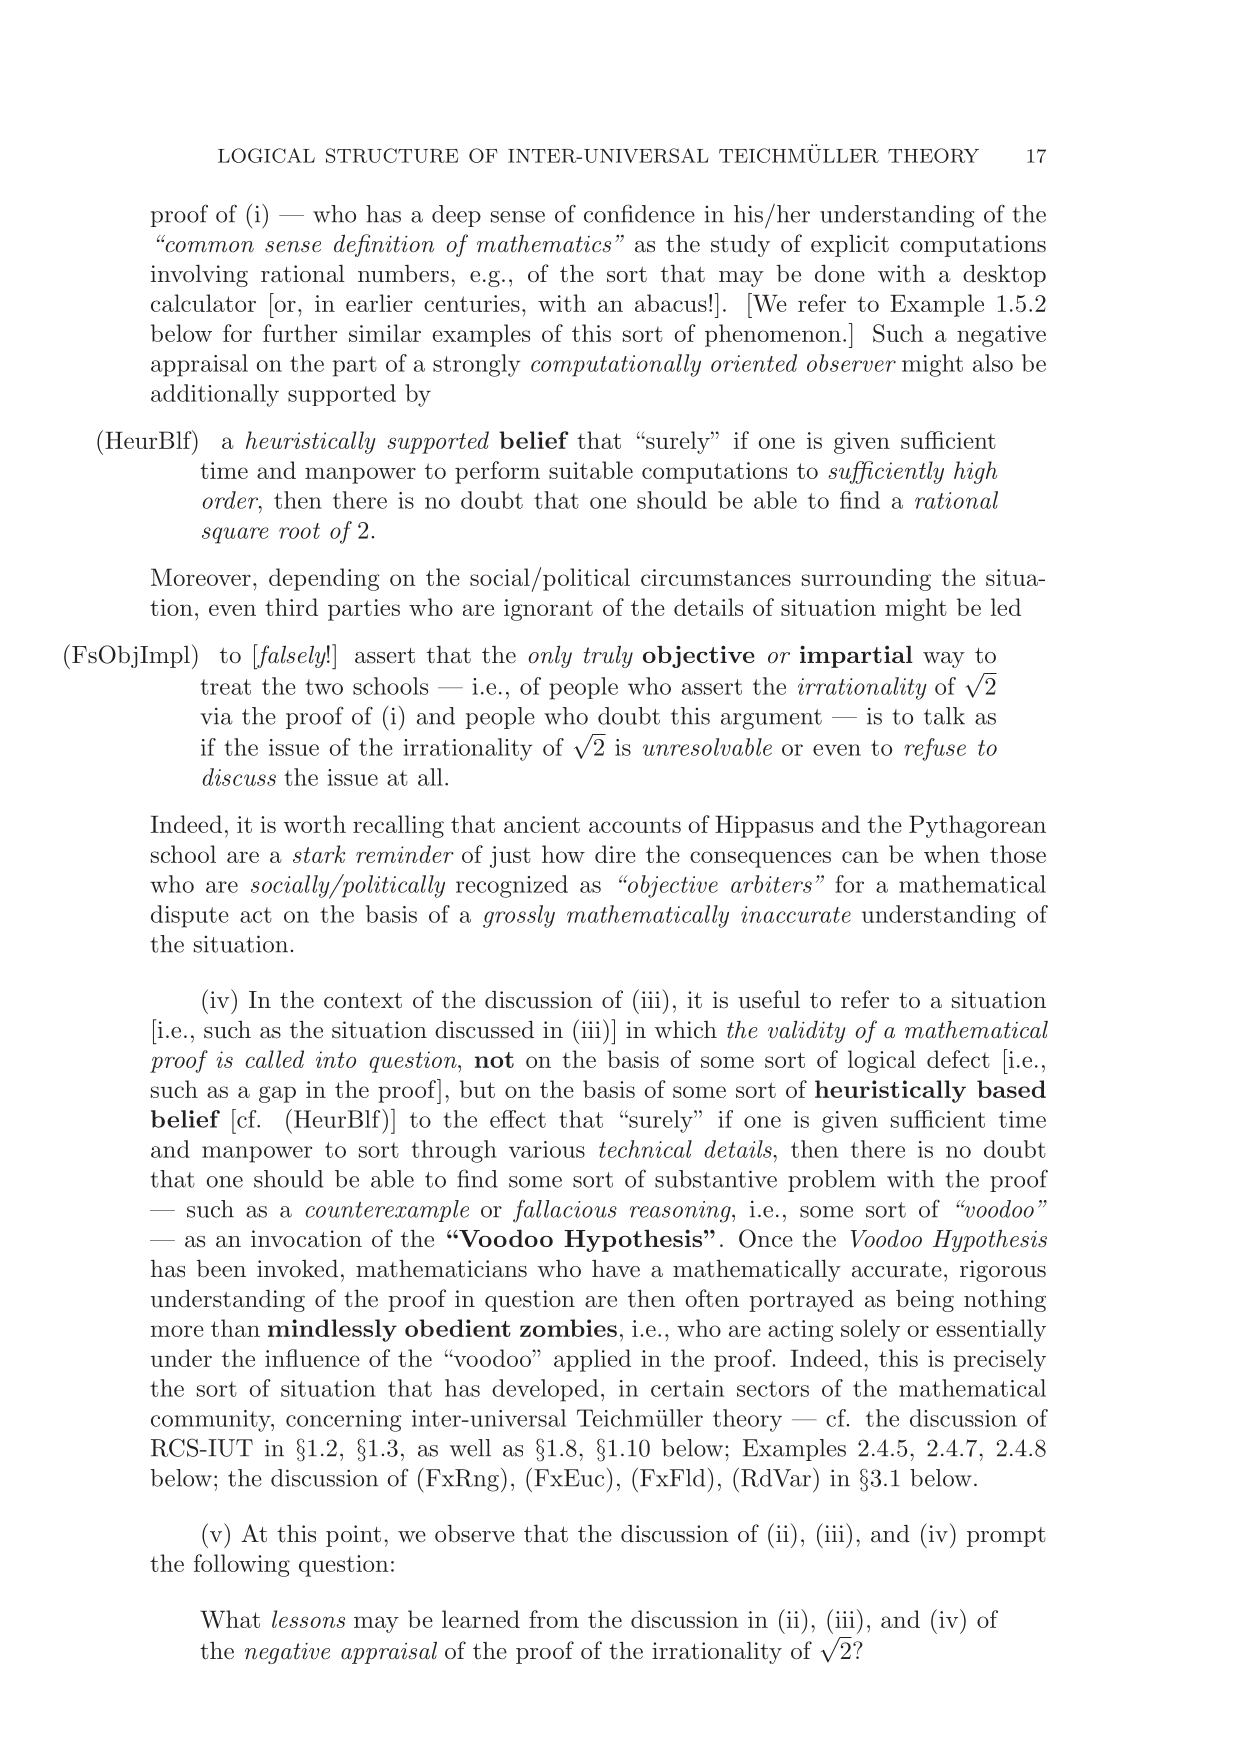 LOGICAL STRUCTURE OF INTER-UNIVERSAL TEICHMÜLLER THEORY 17
proof of (i) — who has a deep sense of confidence in his/her understanding of the
“common sense definition of mathematics” as the study of explicit computations
involving rational numbers, e.g., of the sort that may be done with a desktop
calculator [or, in earlier centuries, with an abacus!]. [We refer to Example 1.5.2
below for further similar examples of this sort of phenomenon.] Such a negative
appraisal on the part of a strongly computationally oriented observer might also be
additionally supported by
(HeurBlf) a heuristically supported belief that “surely” if one is given sufficient
time and manpower to perform suitable computations to sufficiently high
order, then there is no doubt that one should be able to find a rational
square root of 2.
Moreover, depending on the social/political circumstances surrounding the situa-
tion, even third parties who are ignorant of the details of situation might be led
(FsObjImpl) to [falsely!] assert that the only truly objective or impartial way to
treat the two schools — i.e., of people who assert the irrationality of √2
via the proof of (i) and people who doubt this argument — is to talk as
if the issue of the irrationality of √2 is unresolvable or even to refuse to
discuss the issue at all.
Indeed, it is worth recalling that ancient accounts of Hippasus and the Pythagorean
school are a stark reminder of just how dire the consequences can be when those
who are socially/politically recognized as “objective arbiters” for a mathematical
dispute act on the basis of a grossly mathematically inaccurate understanding of
the situation.
(iv) In the context of the discussion of (iii), it is useful to refer to a situation
[i.e., such as the situation discussed in (iii)] in which the validity of a mathematical
proof is called into question, not on the basis of some sort of logical defect [i.e.,
such as a gap in the proof], but on the basis of some sort of heuristically based
belief [cf. (HeurBlf)] to the effect that “surely” if one is given sufficient time
and manpower to sort through various technical details, then there is no doubt
that one should be able to find some sort of substantive problem with the proof
— such as a counterexample or fallacious reasoning, i.e., some sort of “voodoo”
— as an invocation of the “Voodoo Hypothesis”. Once the Voodoo Hypothesis
has been invoked, mathematicians who have a mathematically accurate, rigorous
understanding of the proof in question are then often portrayed as being nothing
more than mindlessly obedient zombies, i.e., who are acting solely or essentially
under the influence of the “voodoo” applied in the proof. Indeed, this is precisely
the sort of situation that has developed, in certain sectors of the mathematical
community, concerning inter-universal Teichmüller theory — cf. the discussion of
RCS-IUT in §1.2, §1.3, as well as §1.8, §1.10 below; Examples 2.4.5, 2.4.7, 2.4.8
below; the discussion of (FxRng), (FxEuc), (FxFld), (RdVar) in §3.1 below.
(v) At this point, we observe that the discussion of (ii), (iii), and (iv) prompt
the following question:
What lessons may be learned from the discussion in (ii), (iii), and (iv) of
the negative appraisal of the proof of the irrationality of √2?